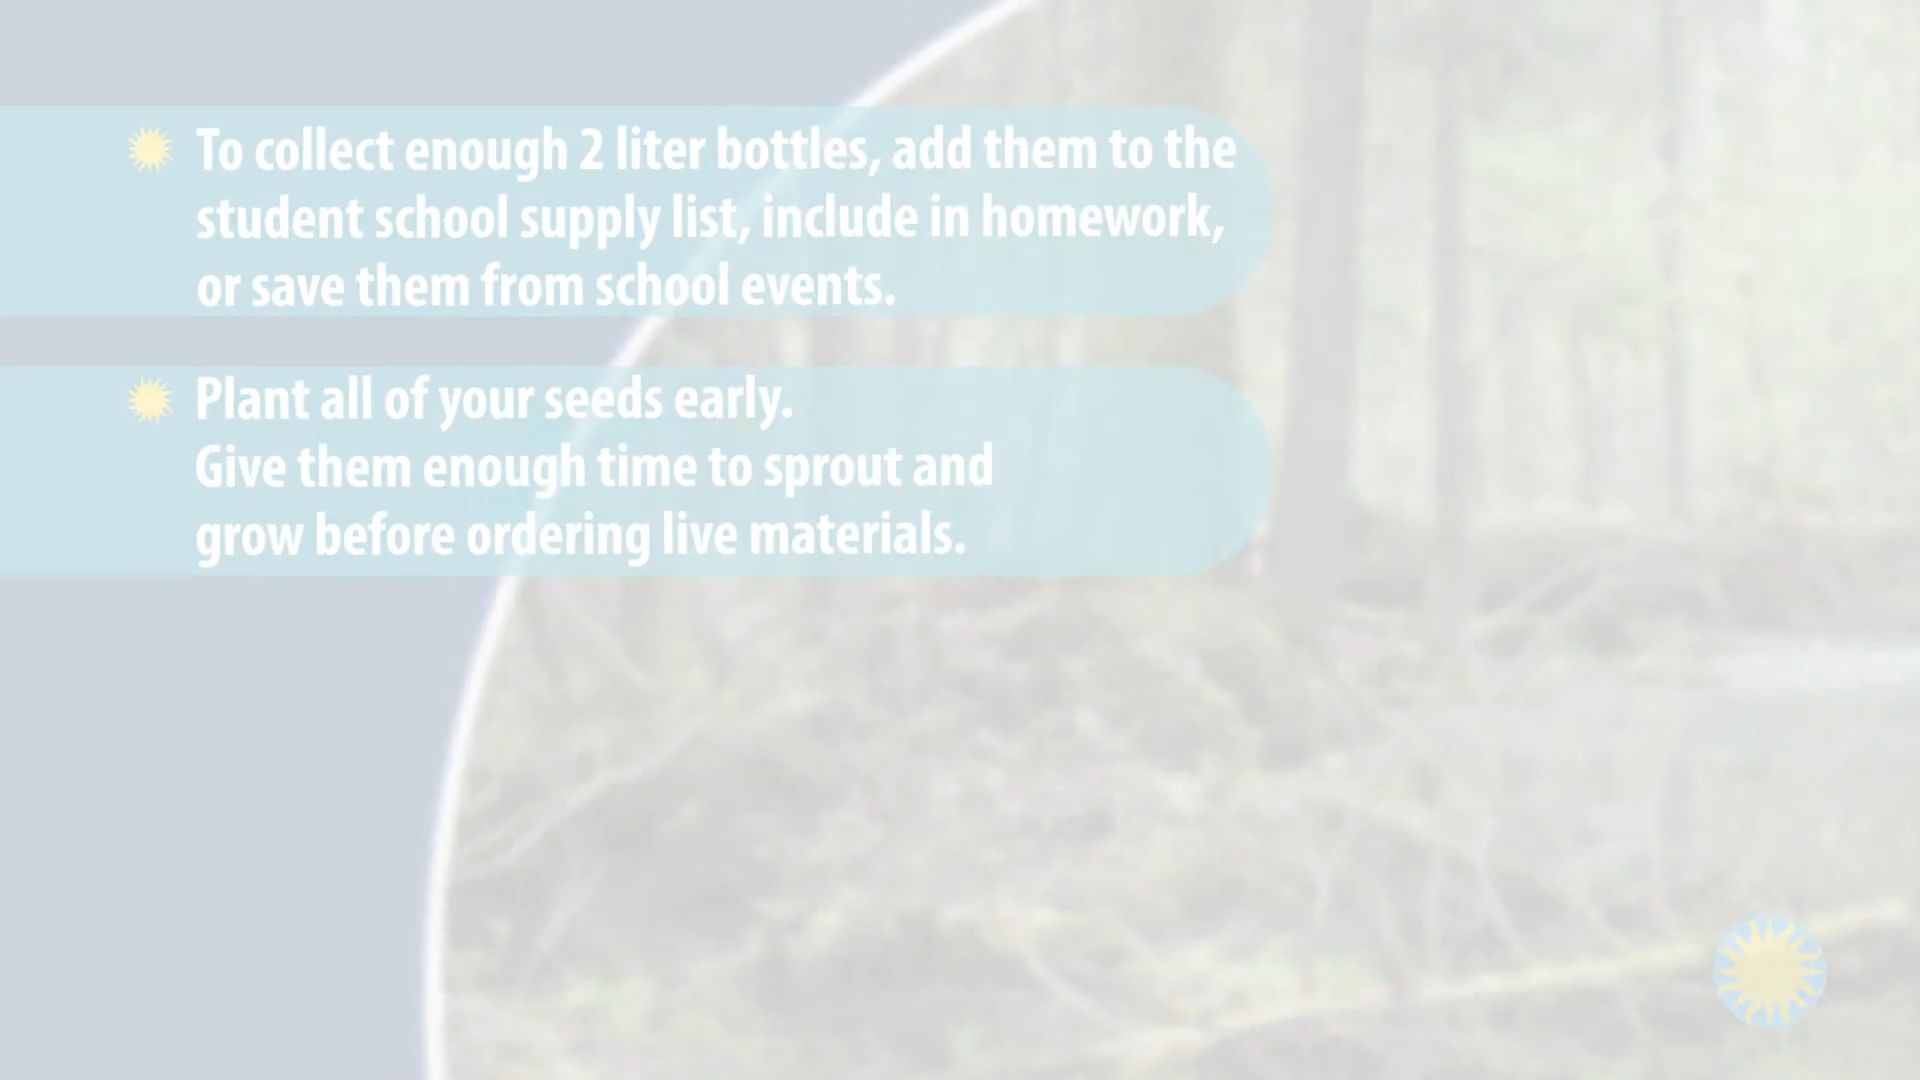 To collect enough 2 liter bottles, add them to the
student school supply list, include in homework,
or save them from school events.
Plant all of your seeds early.
Give them enough time to sprout and
grow before ordering live materials.